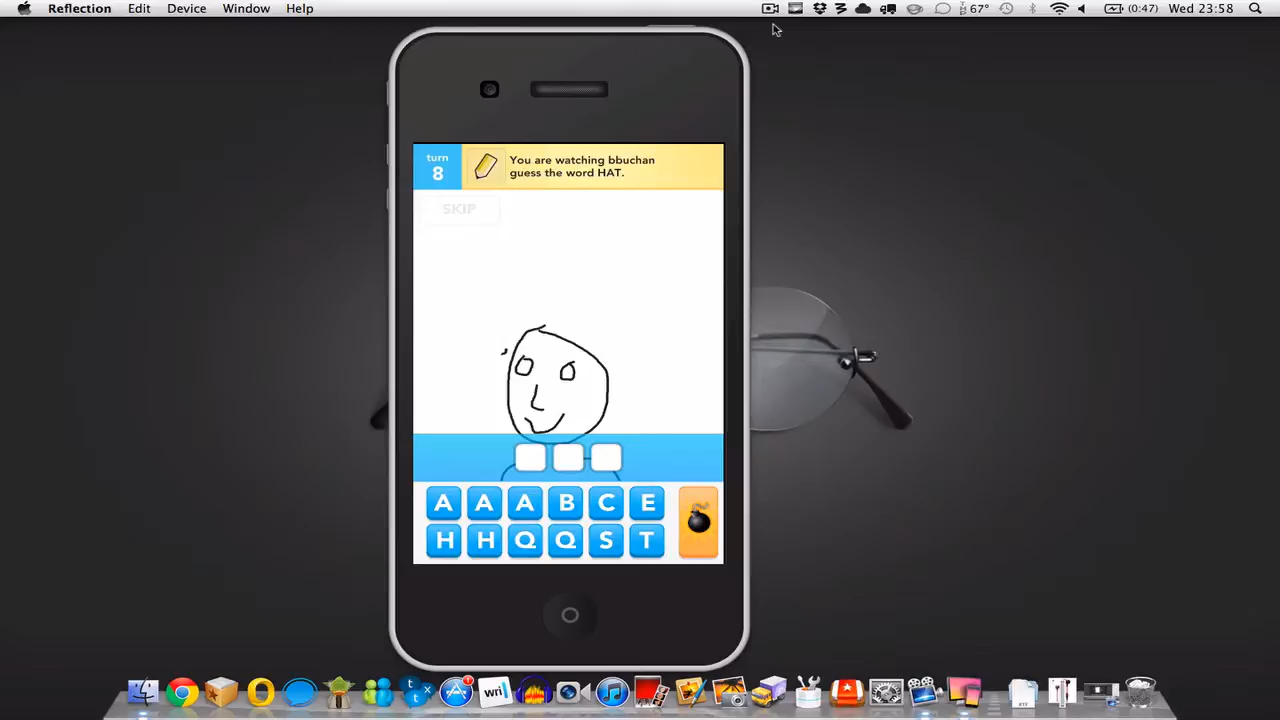 Reflection Edit Device Window Help
67° (0:47) Wed 23:58
turn
8
You are watching bbuchan
guess the word HAT.
SKIP
A A A B C E
H H Q Q S T
wri